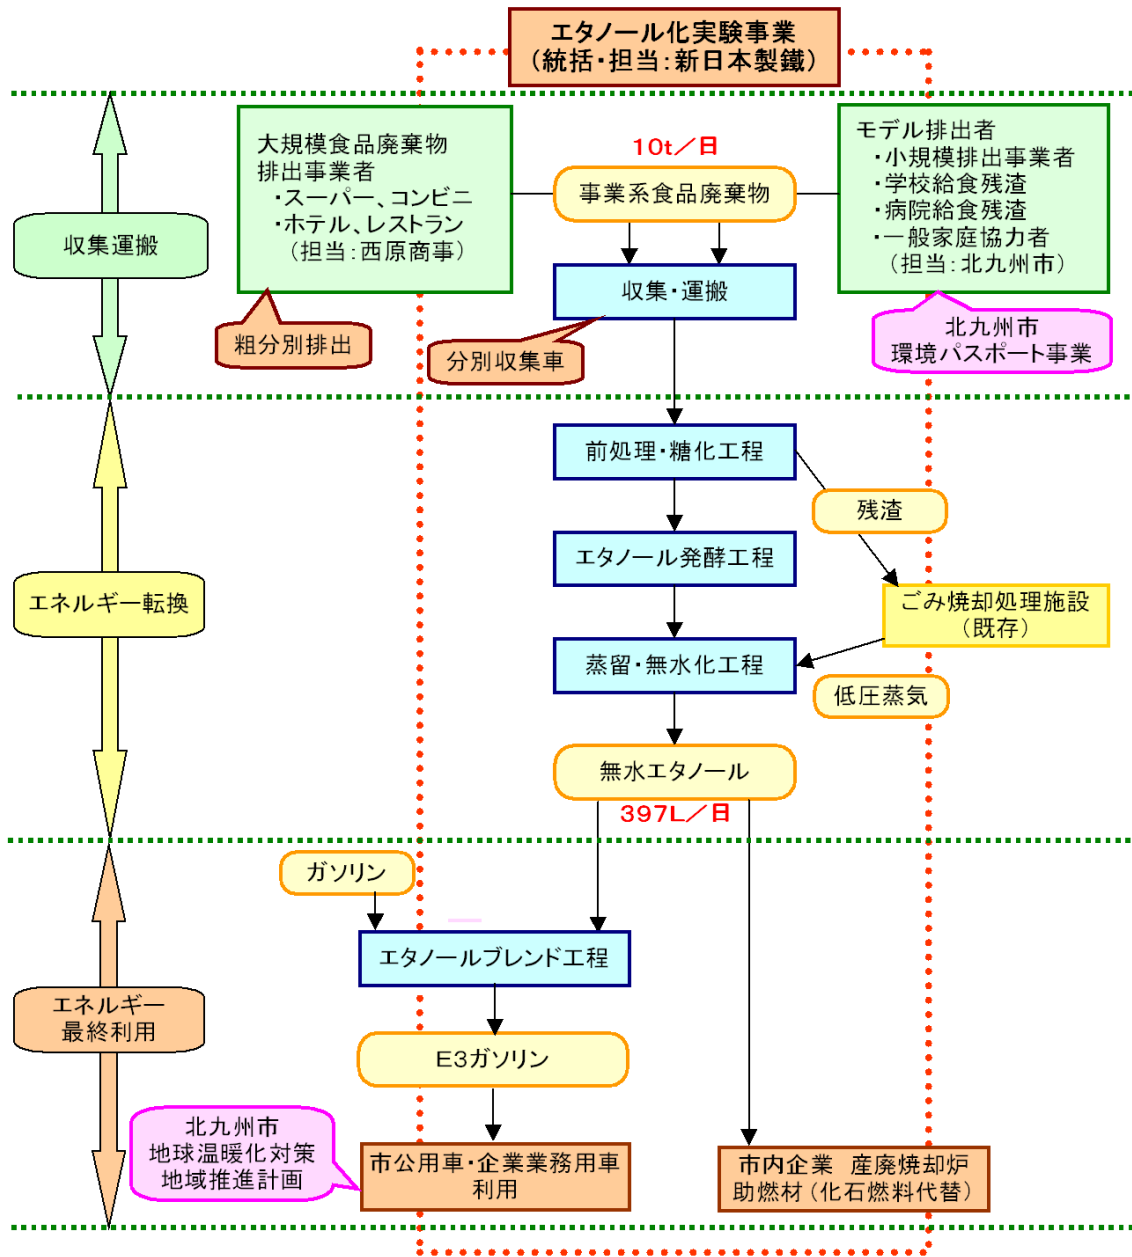 エタノール化実験事業
（統括・担当：新日本製鐵）
大規模食品廃棄物
排出事業者
・スーパー、コンビニ
・ホテル、レストラン
（担当：西原商事）
10t／日
事業系食品廃棄物
モデル排出者
・小規模排出事業者
・学校給食残渣
・病院給食残渣
・一般家庭協力者
（担当：北九州市）
収集運搬
収集・運搬
粗分別排出
分別収集車
北九州市
環境パスポート事業
前処理・糖化工程
残渣
エタノール発酵工程
エネルギー転換
ごみ焼却処理施設
（既存）
蒸留・無水化工程
低圧蒸気
無水エタノール
397L／日
ガソリン
エタノールブレンド工程
エネルギー
最終利用
E3ガソリン
北九州市
地球温暖化対策
地域推進計画
市公用車・企業業務用車
利用
市内企業　産廃焼却炉
助燃材（化石燃料代替）